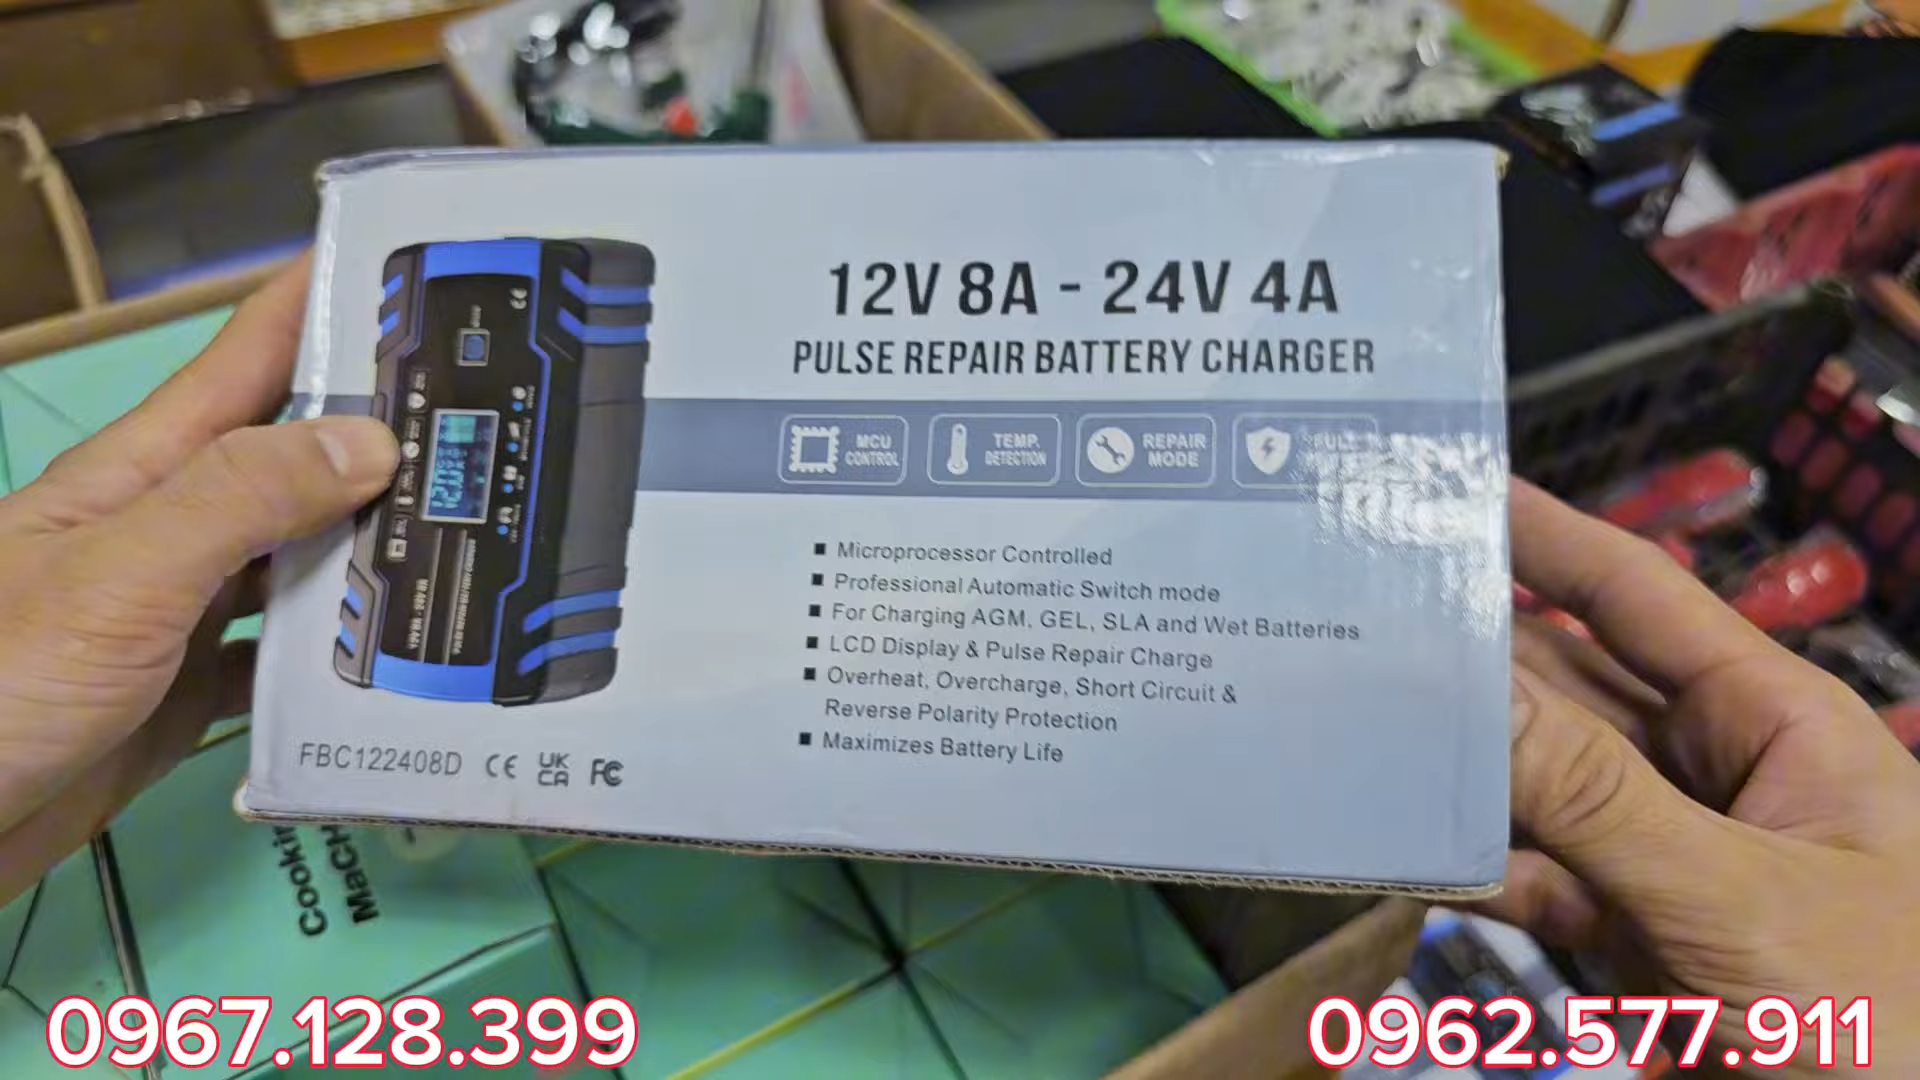 12V 8A - 24V 4A
PULSE REPAIR BATTERY CHARGER
MCU CONTROL
TEMP. DETECTION
REPAIR MODE
FULL
■ Microprocessor Controlled
■ Professional Automatic Switch mode
■ For Charging AGM, GEL, SLA and Wet Batteries
■ LCD Display & Pulse Repair Charge
■ Overheat, Overcharge, Short Circuit &
Reverse Polarity Protection
■ Maximizes Battery Life
FBC122408D CE UK CA FC
0967.128.399
0962.577.911